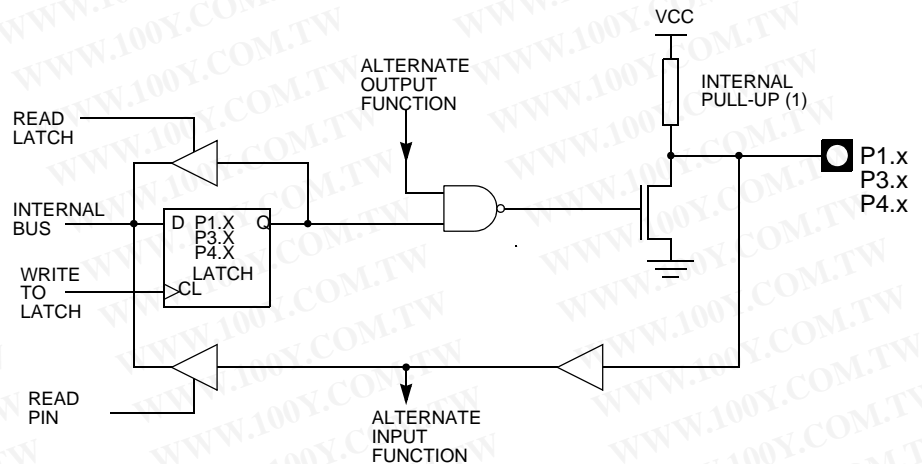 VCC
ALTERNATE
OUTPUT
FUNCTION
INTERNAL
PULL-UP (1)
READ
LATCH
P1.x
P3.x
P4.x
INTERNAL
BUS
D P1.X Q
P3.X
P4.X
LATCH
CL
WRITE
TO
LATCH
READ
PIN
ALTERNATE
INPUT
FUNCTION
WWW.100Y.COM.TW